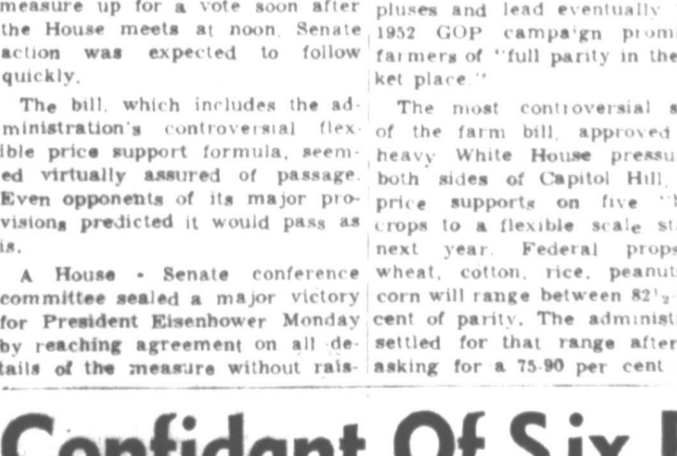 measure up for a vote soon after
the House meets at noon. Senate
action was expected to follow
quickly.
The bill, which includes the ad-
ministration's controversial flex-
ible price support formula, seem-
ed virtually assured of passage.
Even opponents of its major pro-
visions predicted it would pass as
is.
A House - Senate conference
committee sealed a major victory
for President Eisenhower Monday
by reaching agreement on all de-
tails of the measure without rais-
pluses and lead eventually
1952 GOP campaign prom
farmers of "full parity in the
ket place."
The most controversial s
of the farm bill, approved
heavy White House pressu
both sides of Capitol Hill,
price supports on five "
crops to a flexible scale st
next year. Federal props
wheat, cotton, rice, peanut
corn will range between 82½-
cent of parity. The administ
settled for that range after
asking for a 75-90 per cent
Confidant Of Six